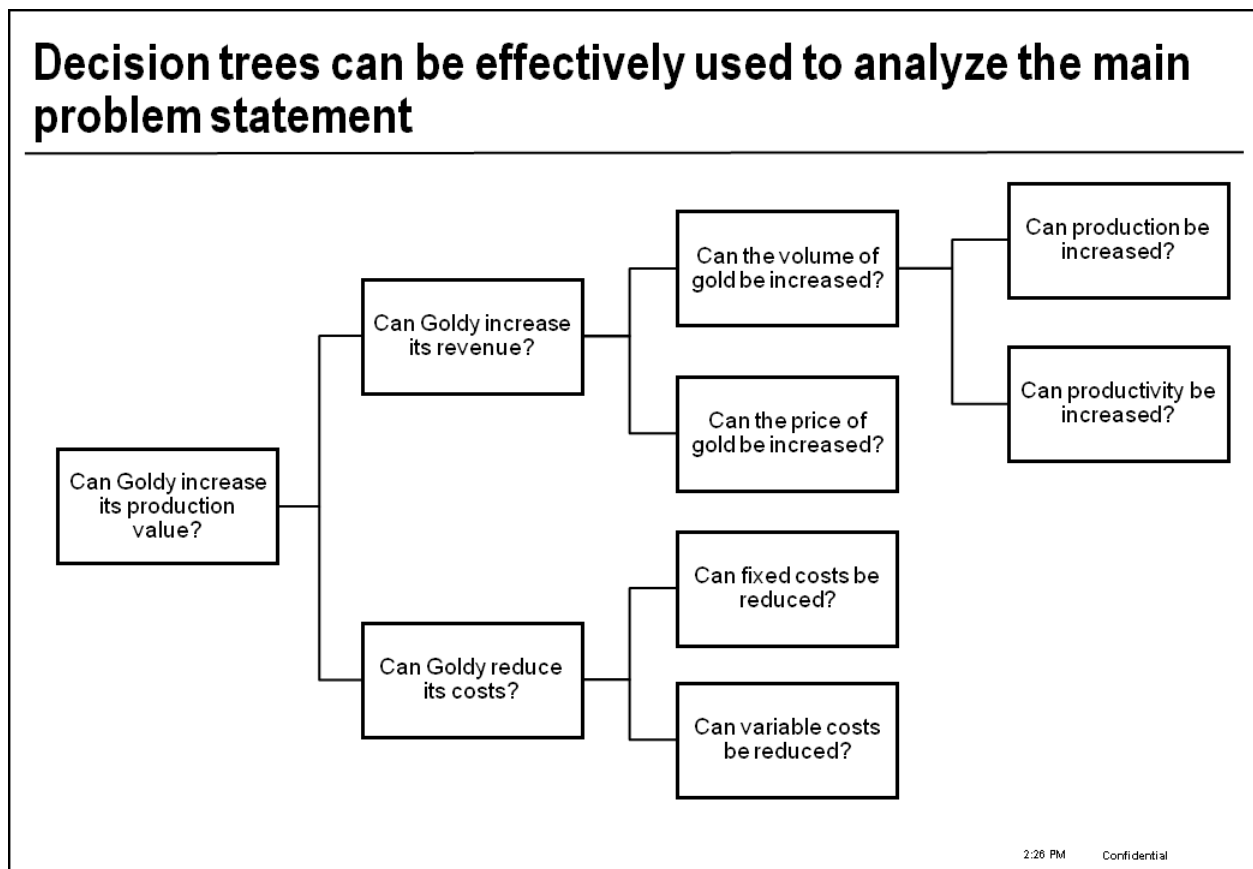 Decision trees can be effectively used to analyze the main
problem statement
Can Goldy increase
its production
value?
Can Goldy increase
its revenue?
Can the volume of
gold be increased?
Can production be
increased?
Can productivity be
increased?
Can the price of
gold be increased?
Can Goldy reduce
its costs?
Can fixed costs be
reduced?
Can variable costs
be reduced?
2:26 PM
Confidential